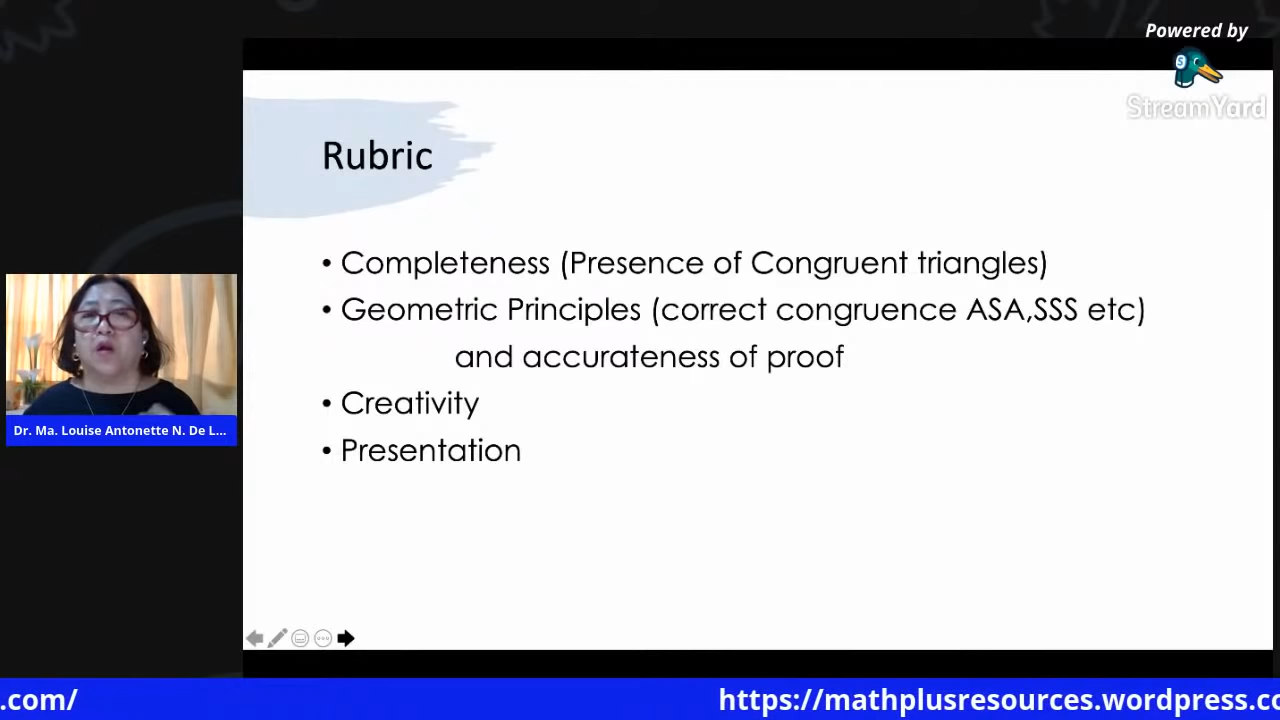 Powered by
StreamYard
Rubric
• Completeness (Presence of Congruent triangles)
• Geometric Principles (correct congruence ASA,SSS etc)
and accurateness of proof
• Creativity
• Presentation
Dr. Ma. Louise Antonette N. De L...
.com/
https://mathplusresources.wordpress.co